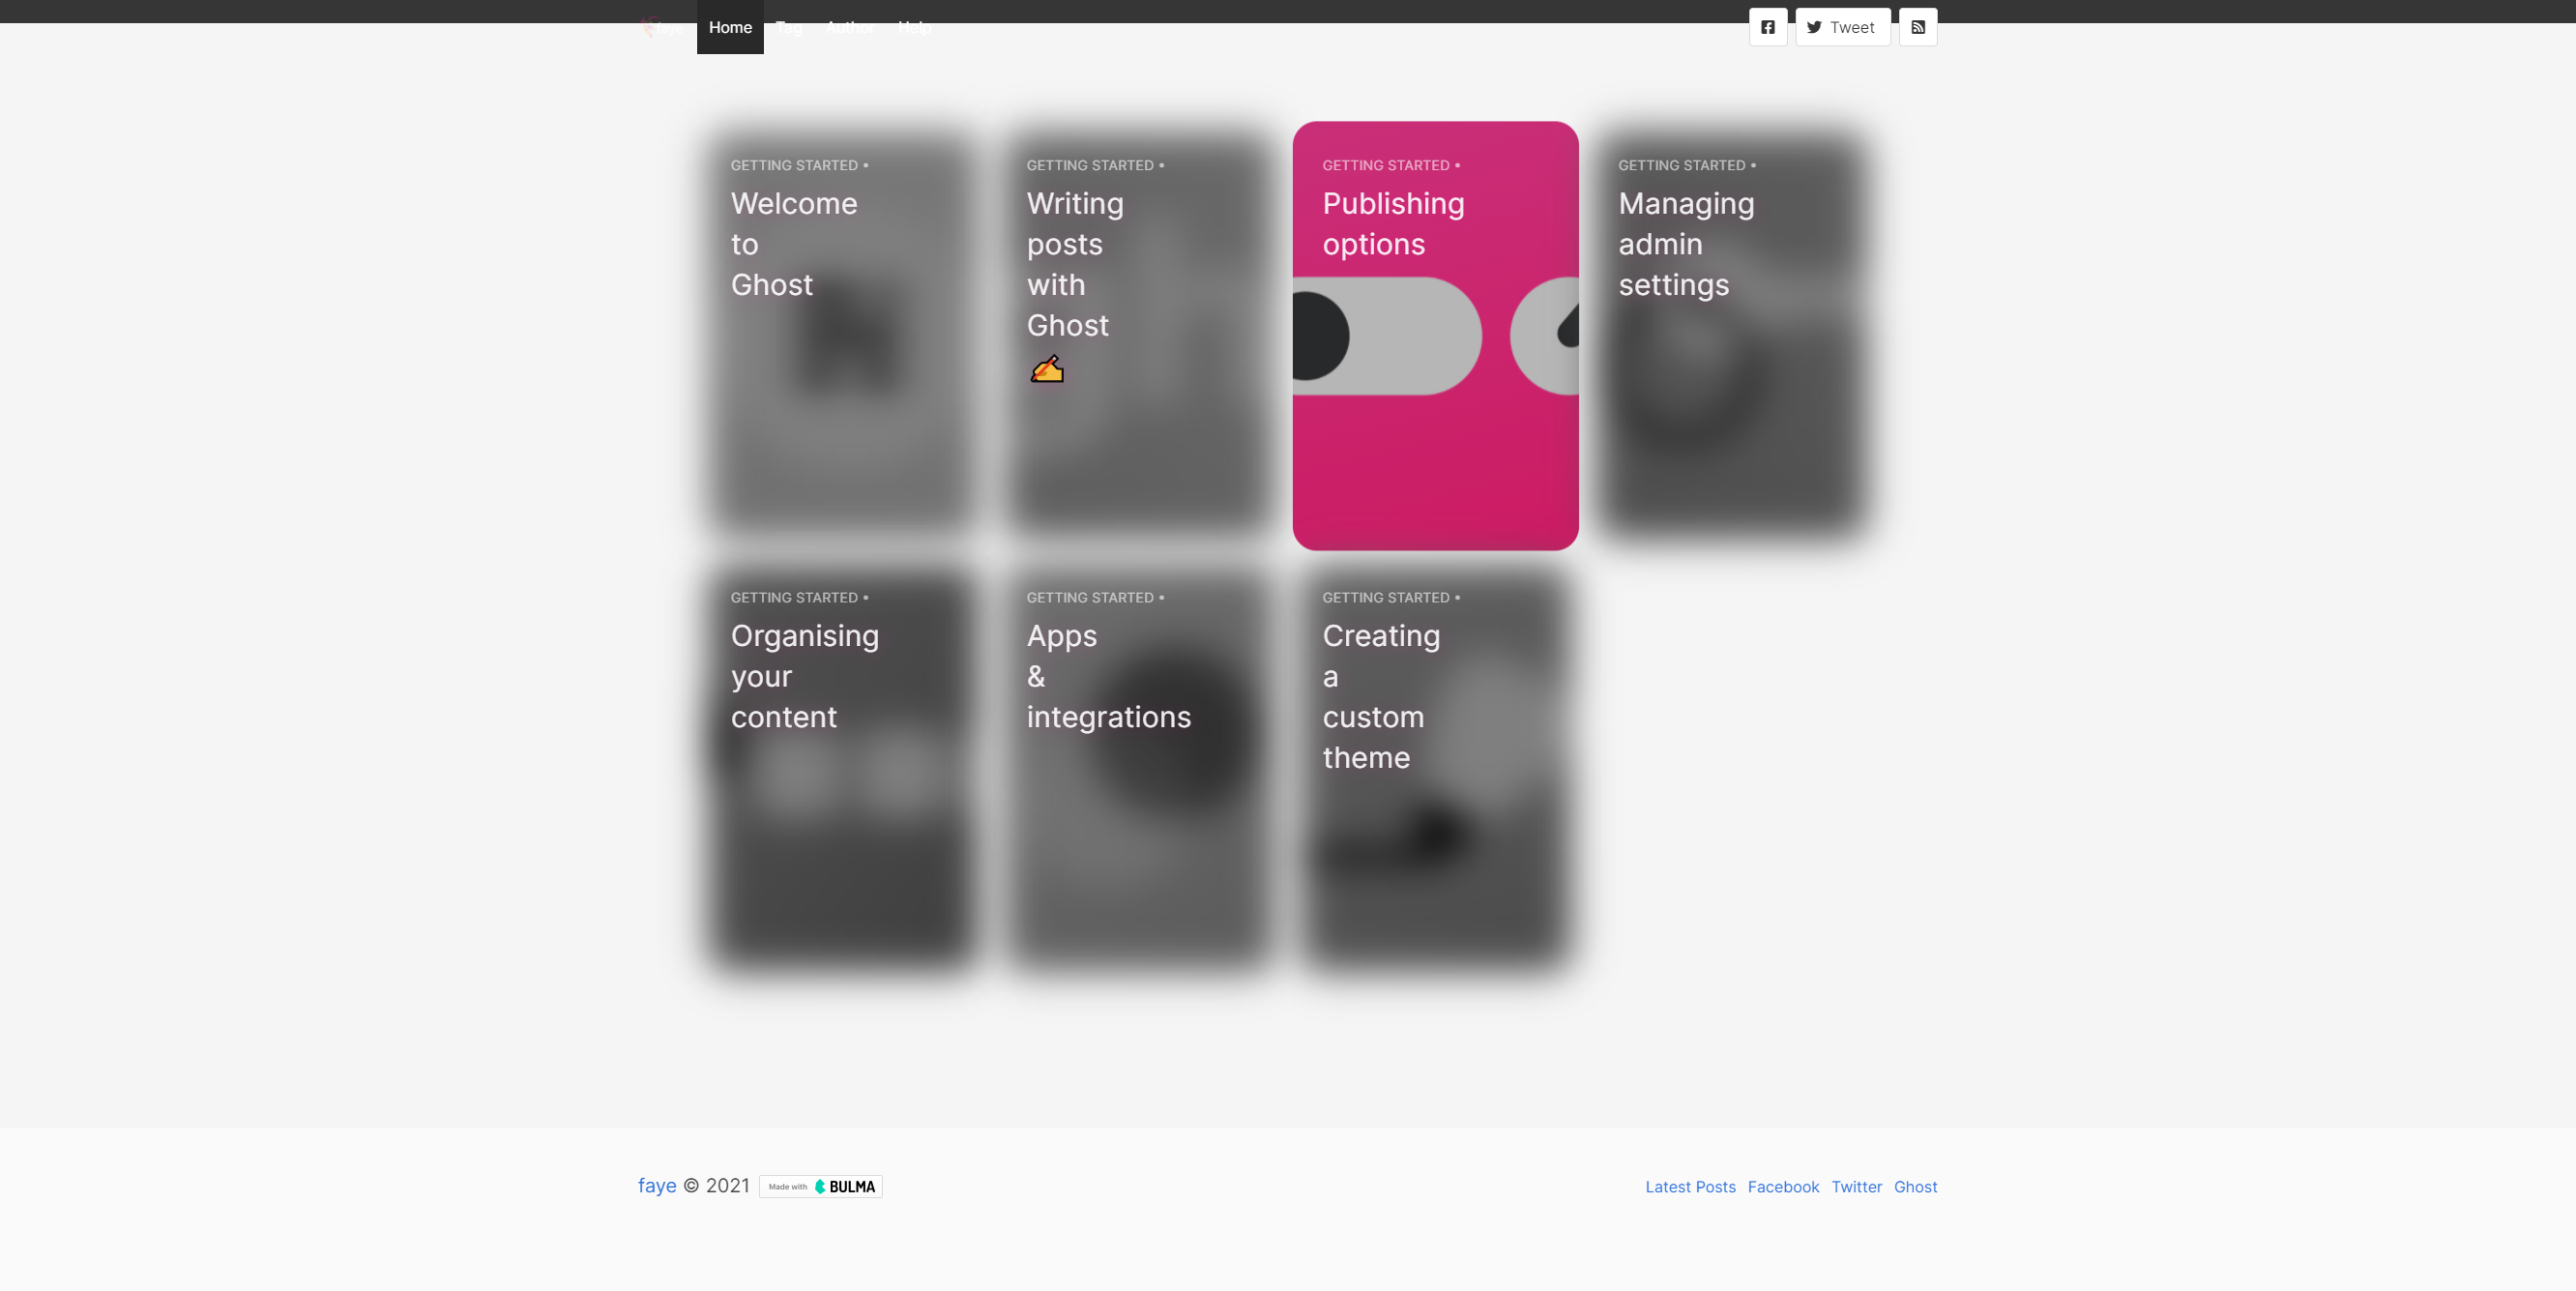 faye Home Tag Author Help Tweet
GETTING STARTED •
Welcome
to
Ghost
GETTING STARTED •
Writing
posts
with
Ghost
✍️
GETTING STARTED •
Publishing
options
GETTING STARTED •
Managing
admin
settings
GETTING STARTED •
Organising
your
content
GETTING STARTED •
Apps
&
integrations
GETTING STARTED •
Creating
a
custom
theme
faye © 2021 Made with BULMA
Latest Posts Facebook Twitter Ghost